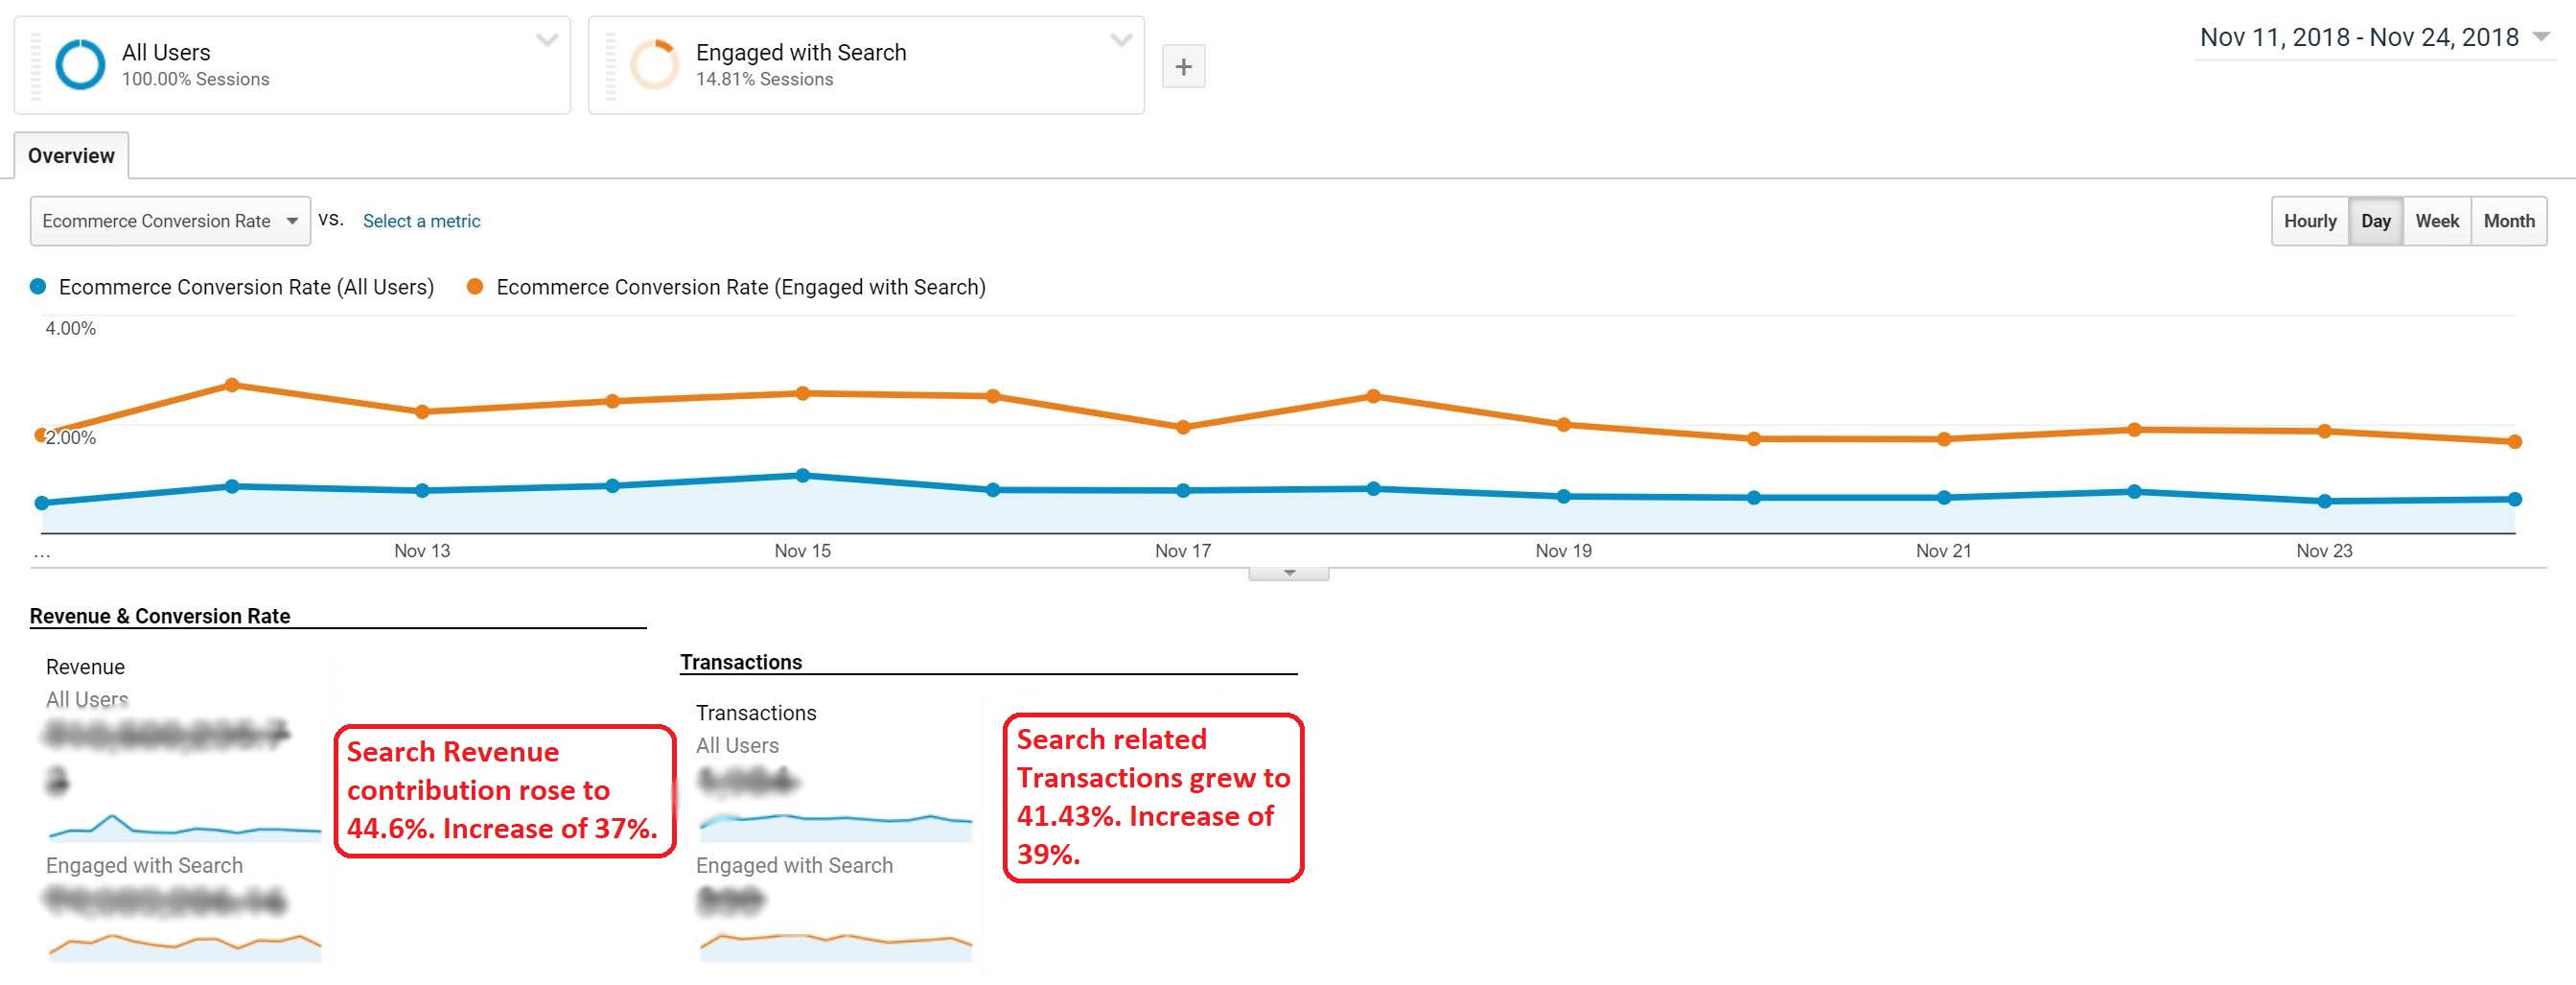 All Users
100.00% Sessions
Engaged with Search
14.81% Sessions
+
Nov 11, 2018 - Nov 24, 2018
Overview
Ecommerce Conversion Rate
vs.
Select a metric
Hourly
Day
Week
Month
Ecommerce Conversion Rate (All Users)
Ecommerce Conversion Rate (Engaged with Search)
4.00%
2.00%
...
Nov 13
Nov 15
Nov 17
Nov 19
Nov 21
Nov 23
Revenue & Conversion Rate
Revenue
All Users
Search Revenue
contribution rose to
44.6%. Increase of 37%.
Engaged with Search
Transactions
Transactions
All Users
Search related
Transactions grew to
41.43%. Increase of
39%.
Engaged with Search